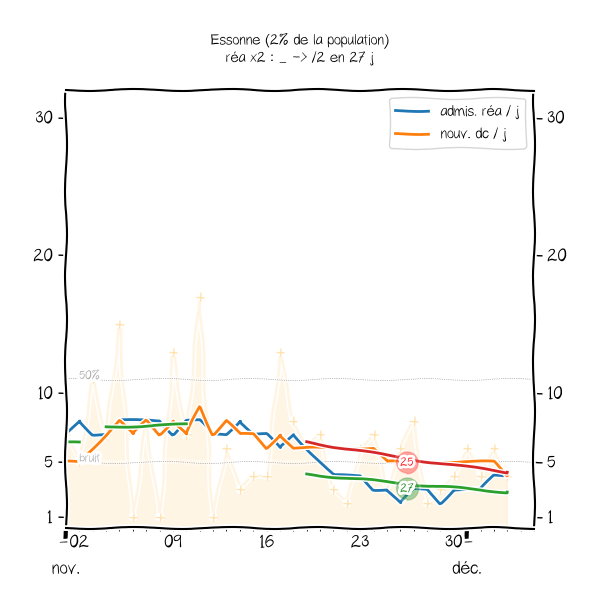 Essonne (2% de la population)
réa x2 : _ -> /2 en 27 j
admis. réa / j
nouv. dc / j
30
30
20
20
50%
10
10
bruit
5
25
5
27
1
1
02
09
16
23
30
nov.
déc.